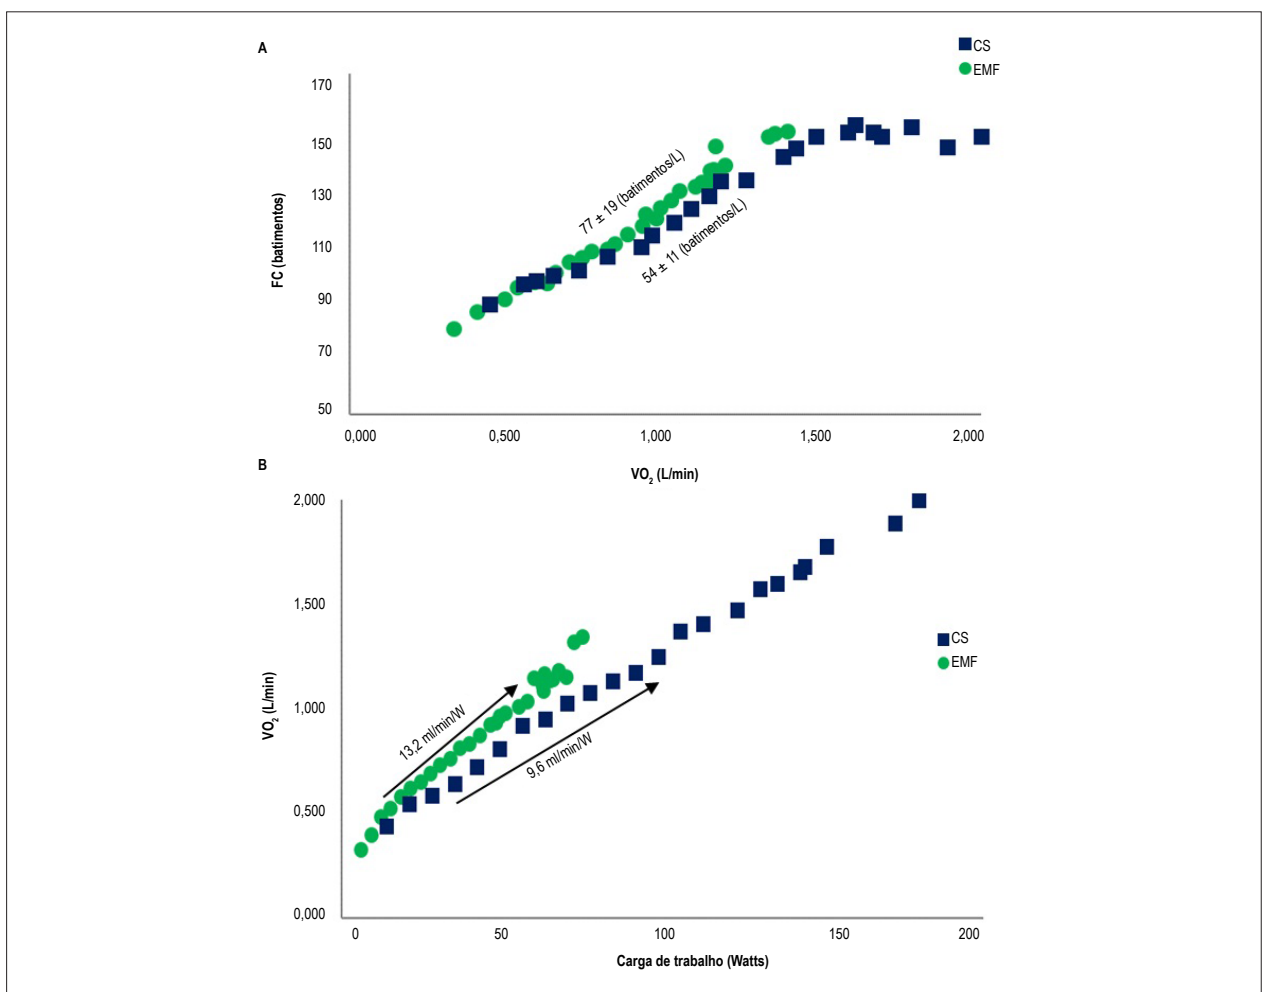 A
CS
EMF
170
150
130
110
90
70
50
FC (batimentos)
77 ± 19 (batimentos/L)
54 ± 11 (batimentos/L)
0,000 0,500 1,000 1,500 2,000
VO2 (L/min)
B
2,000
1,500
1,000
0,500
0,000
VO2 (L/min)
13,2 ml/min/W
9,6 ml/min/W
CS
EMF
0 50 100 150 200
Carga de trabalho (Watts)